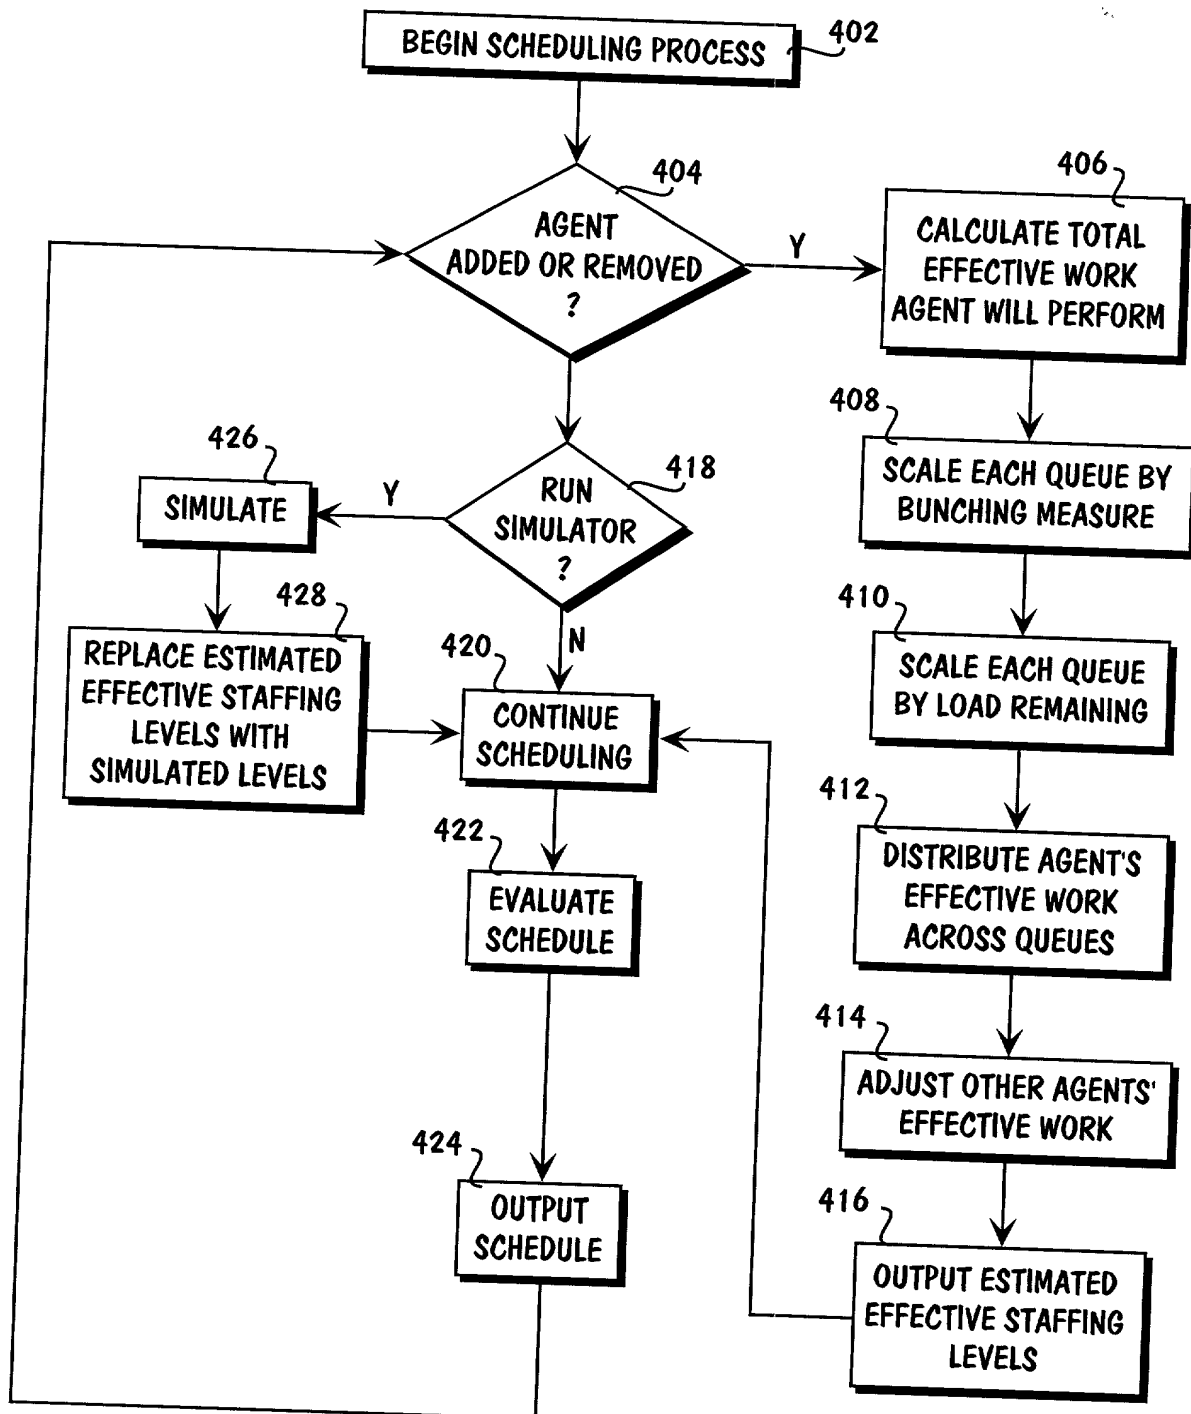 BEGIN SCHEDULING PROCESS
402
404
AGENT
ADDED OR REMOVED
?
Y
406
CALCULATE TOTAL
EFFECTIVE WORK
AGENT WILL PERFORM
408
SCALE EACH QUEUE BY
BUNCHING MEASURE
410
SCALE EACH QUEUE
BY LOAD REMAINING
412
DISTRIBUTE AGENT'S
EFFECTIVE WORK
ACROSS QUEUES
414
ADJUST OTHER AGENTS'
EFFECTIVE WORK
416
OUTPUT ESTIMATED
EFFECTIVE STAFFING
LEVELS
418
RUN
SIMULATOR
?
Y
N
426
SIMULATE
428
REPLACE ESTIMATED
EFFECTIVE STAFFING
LEVELS WITH
SIMULATED LEVELS
420
CONTINUE
SCHEDULING
422
EVALUATE
SCHEDULE
424
OUTPUT
SCHEDULE